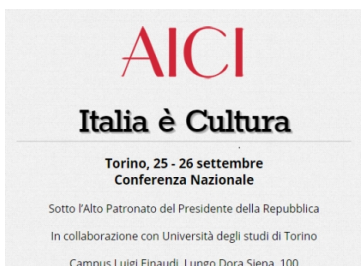 AICI
Italia è Cultura
Torino, 25 - 26 settembre
Conferenza Nazionale
Sotto l'Alto Patronato del Presidente della Repubblica
In collaborazione con Università degli studi di Torino
Campus Luigi Einaudi, Lungo Dora Siena, 100